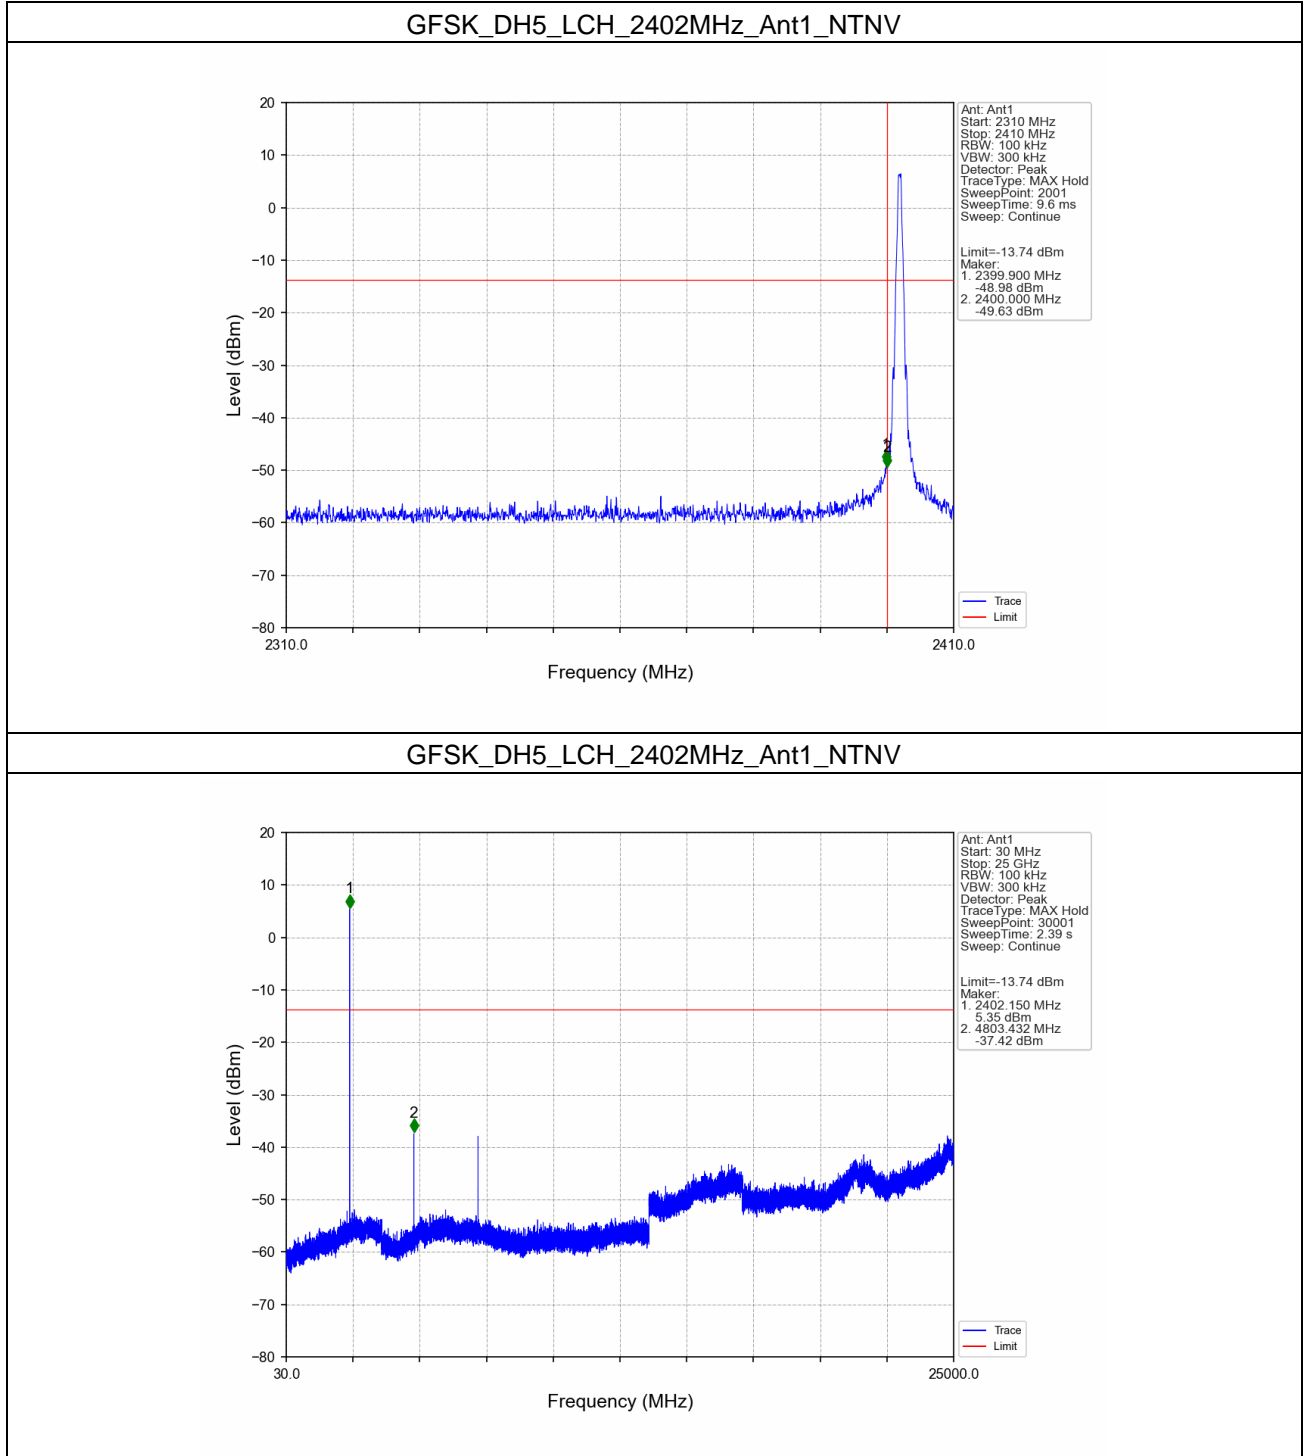 GFSK_DH5_LCH_2402MHz_Ant1_NTNV
20
10
0
−10
−20
−30
−40
−50
−60
−70
−80
Level (dBm)
2310.0
2410.0
Frequency (MHz)
2
Ant: Ant1
Start: 2310 MHz
Stop: 2410 MHz
RBW: 100 kHz
VBW: 300 kHz
Detector: Peak
TraceType: MAX Hold
SweepPoint: 2001
SweepTime: 9.6 ms
Sweep: Continue
Limit=-13.74 dBm
Maker:
1. 2399.900 MHz
-48.98 dBm
2. 2400.000 MHz
-49.63 dBm
Trace
Limit
GFSK_DH5_LCH_2402MHz_Ant1_NTNV
20
10
0
−10
−20
−30
−40
−50
−60
−70
−80
Level (dBm)
30.0
25000.0
Frequency (MHz)
1
2
Ant: Ant1
Start: 30 MHz
Stop: 25 GHz
RBW: 100 kHz
VBW: 300 kHz
Detector: Peak
TraceType: MAX Hold
SweepPoint: 30001
SweepTime: 2.39 s
Sweep: Continue
Limit=-13.74 dBm
Maker:
1. 2402.150 MHz
5.35 dBm
2. 4803.432 MHz
-37.42 dBm
Trace
Limit